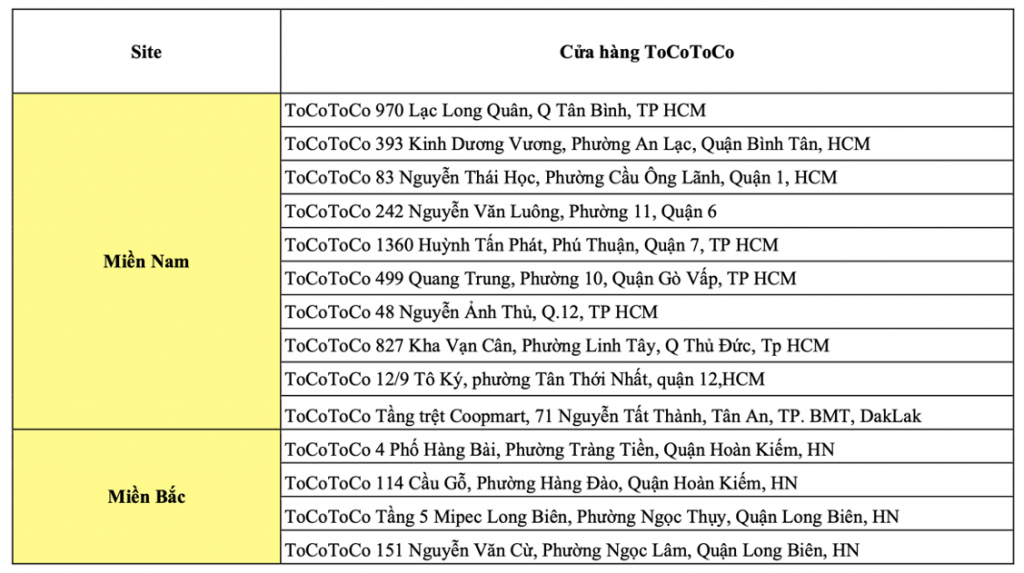 Site
Cửa hàng ToCoToCo
Miền Nam
ToCoToCo 970 Lạc Long Quân, Q Tân Bình, TP HCM
ToCoToCo 393 Kinh Dương Vương, Phường An Lạc, Quận Bình Tân, HCM
ToCoToCo 83 Nguyễn Thái Học, Phường Cầu Ông Lãnh, Quận 1, HCM
ToCoToCo 242 Nguyễn Văn Luông, Phường 11, Quận 6
ToCoToCo 1360 Huỳnh Tấn Phát, Phú Thuận, Quận 7, TP HCM
ToCoToCo 499 Quang Trung, Phường 10, Quận Gò Vấp, TP HCM
ToCoToCo 48 Nguyễn Ảnh Thủ, Q.12, TP HCM
ToCoToCo 827 Kha Vạn Cân, Phường Linh Tây, Q Thủ Đức, Tp HCM
ToCoToCo 12/9 Tô Ký, phường Tân Thới Nhất, quận 12,HCM
ToCoToCo Tầng trệt Coopmart, 71 Nguyễn Tất Thành, Tân An, TP. BMT, DakLak
Miền Bắc
ToCoToCo 4 Phố Hàng Bài, Phường Tràng Tiền, Quận Hoàn Kiếm, HN
ToCoToCo 114 Cầu Gỗ, Phường Hàng Đào, Quận Hoàn Kiếm, HN
ToCoToCo Tầng 5 Mipec Long Biên, Phường Ngọc Thụy, Quận Long Biên, HN
ToCoToCo 151 Nguyễn Văn Cừ, Phường Ngọc Lâm, Quận Long Biên, HN